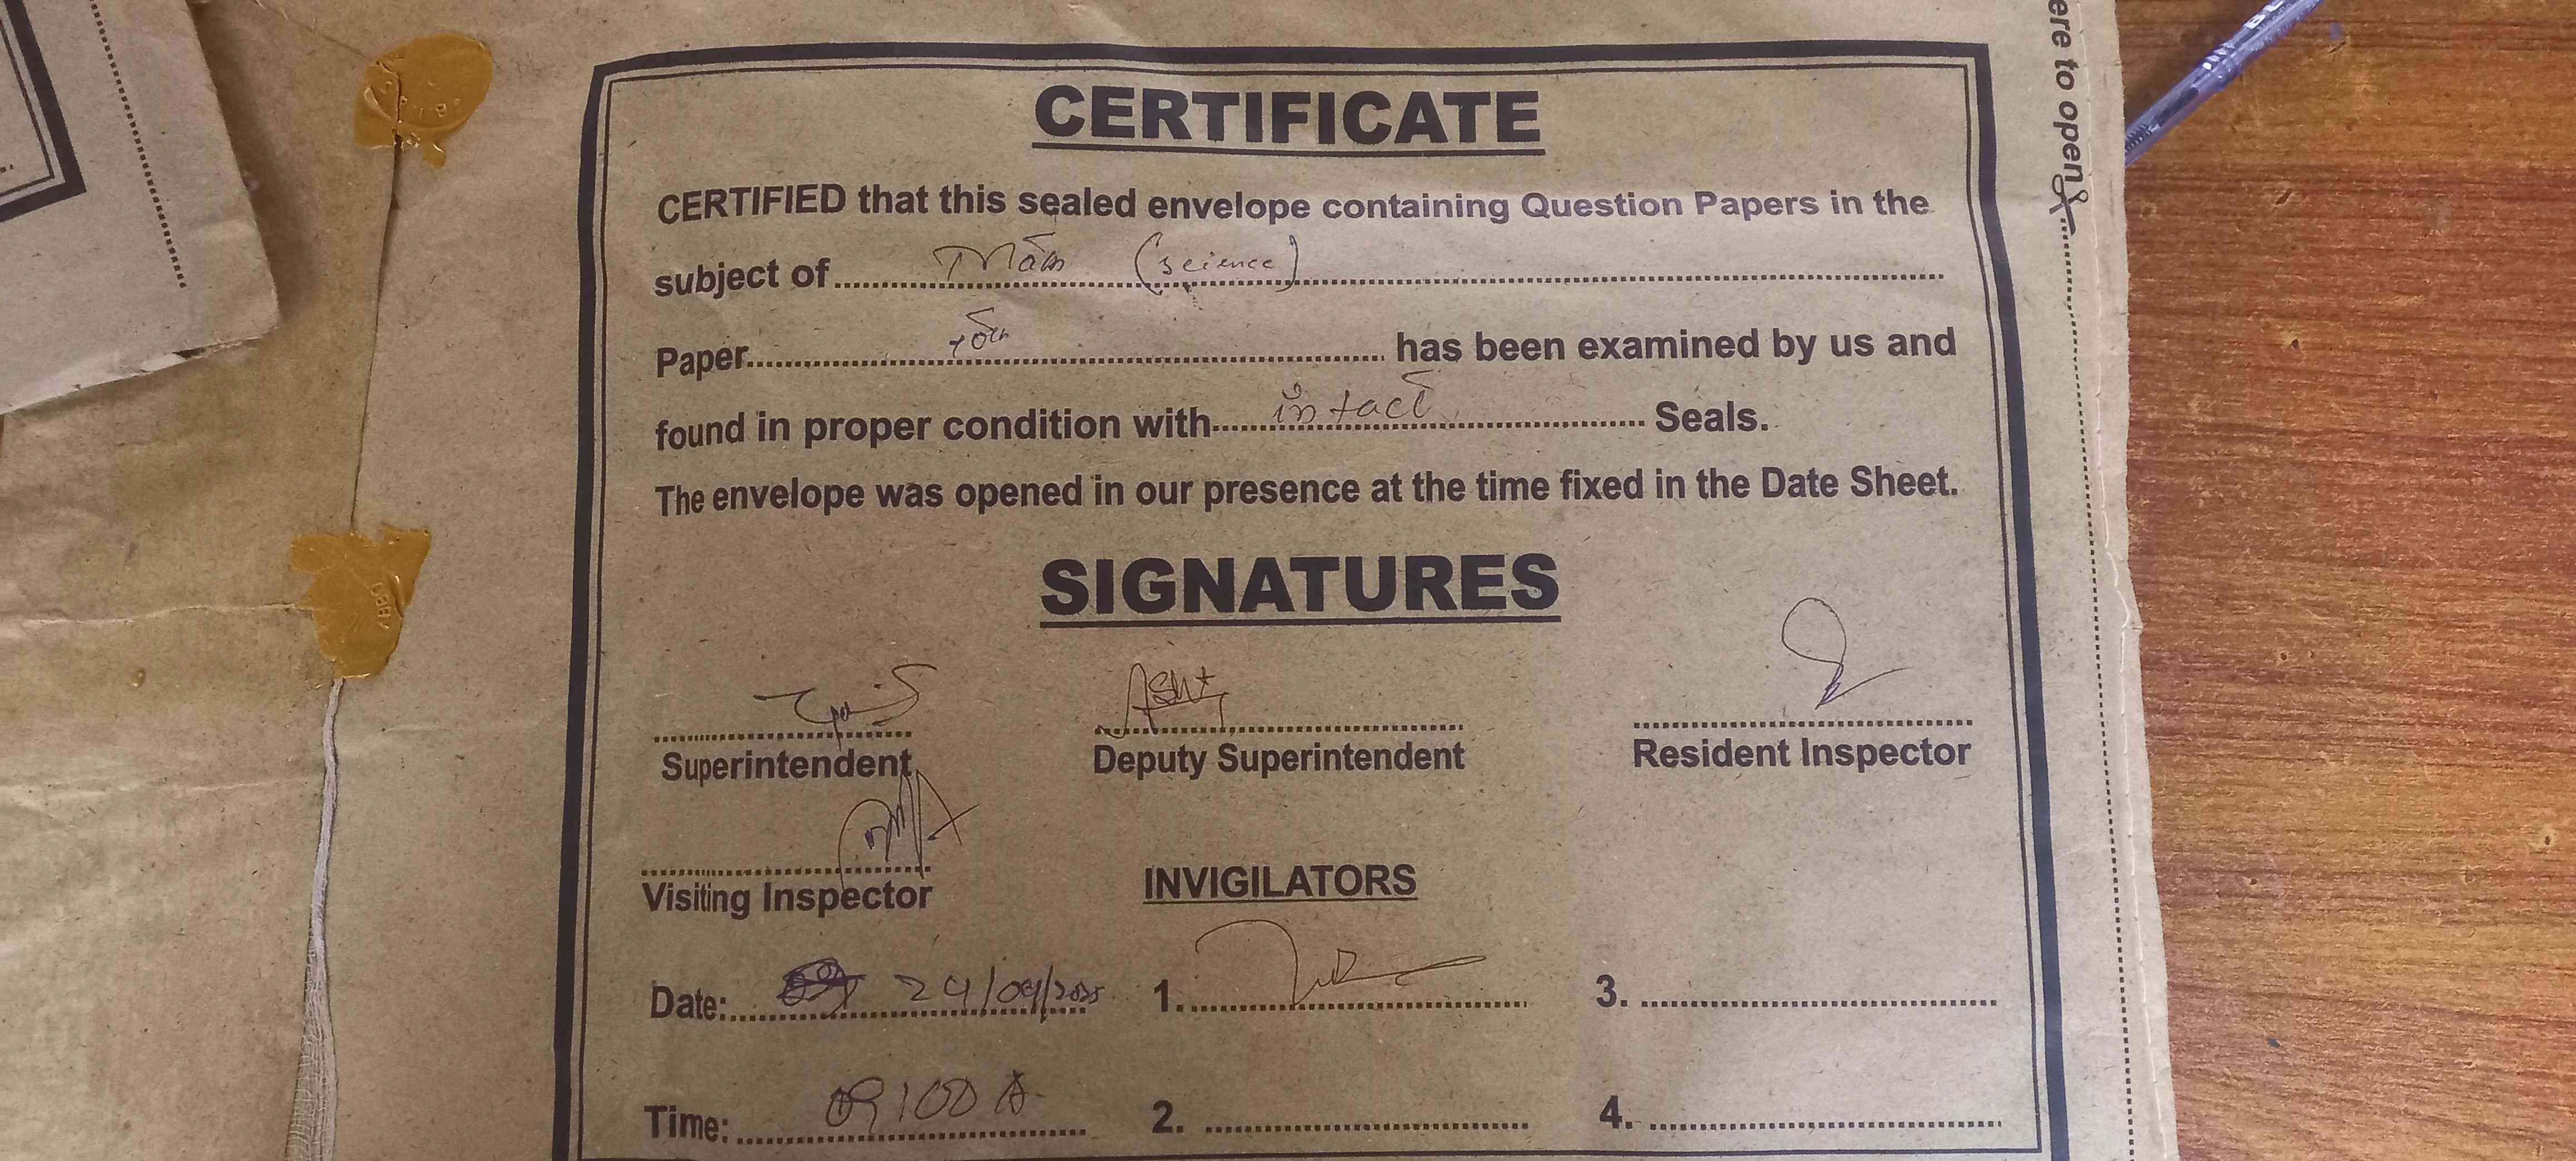 CERTIFICATE
CERTIFIED that this sealed envelope containing Question Papers in the
subject of (science)
Paper 10th has been examined by us and
found in proper condition with intact Seals.
The envelope was opened in our presence at the time fixed in the Date Sheet.
SIGNATURES
Superintendent
Deputy Superintendent
Resident Inspector
Visiting Inspector
INVIGILATORS
Date: 24/09/2025 1. 3.
Time: 2. 4.
ere to open